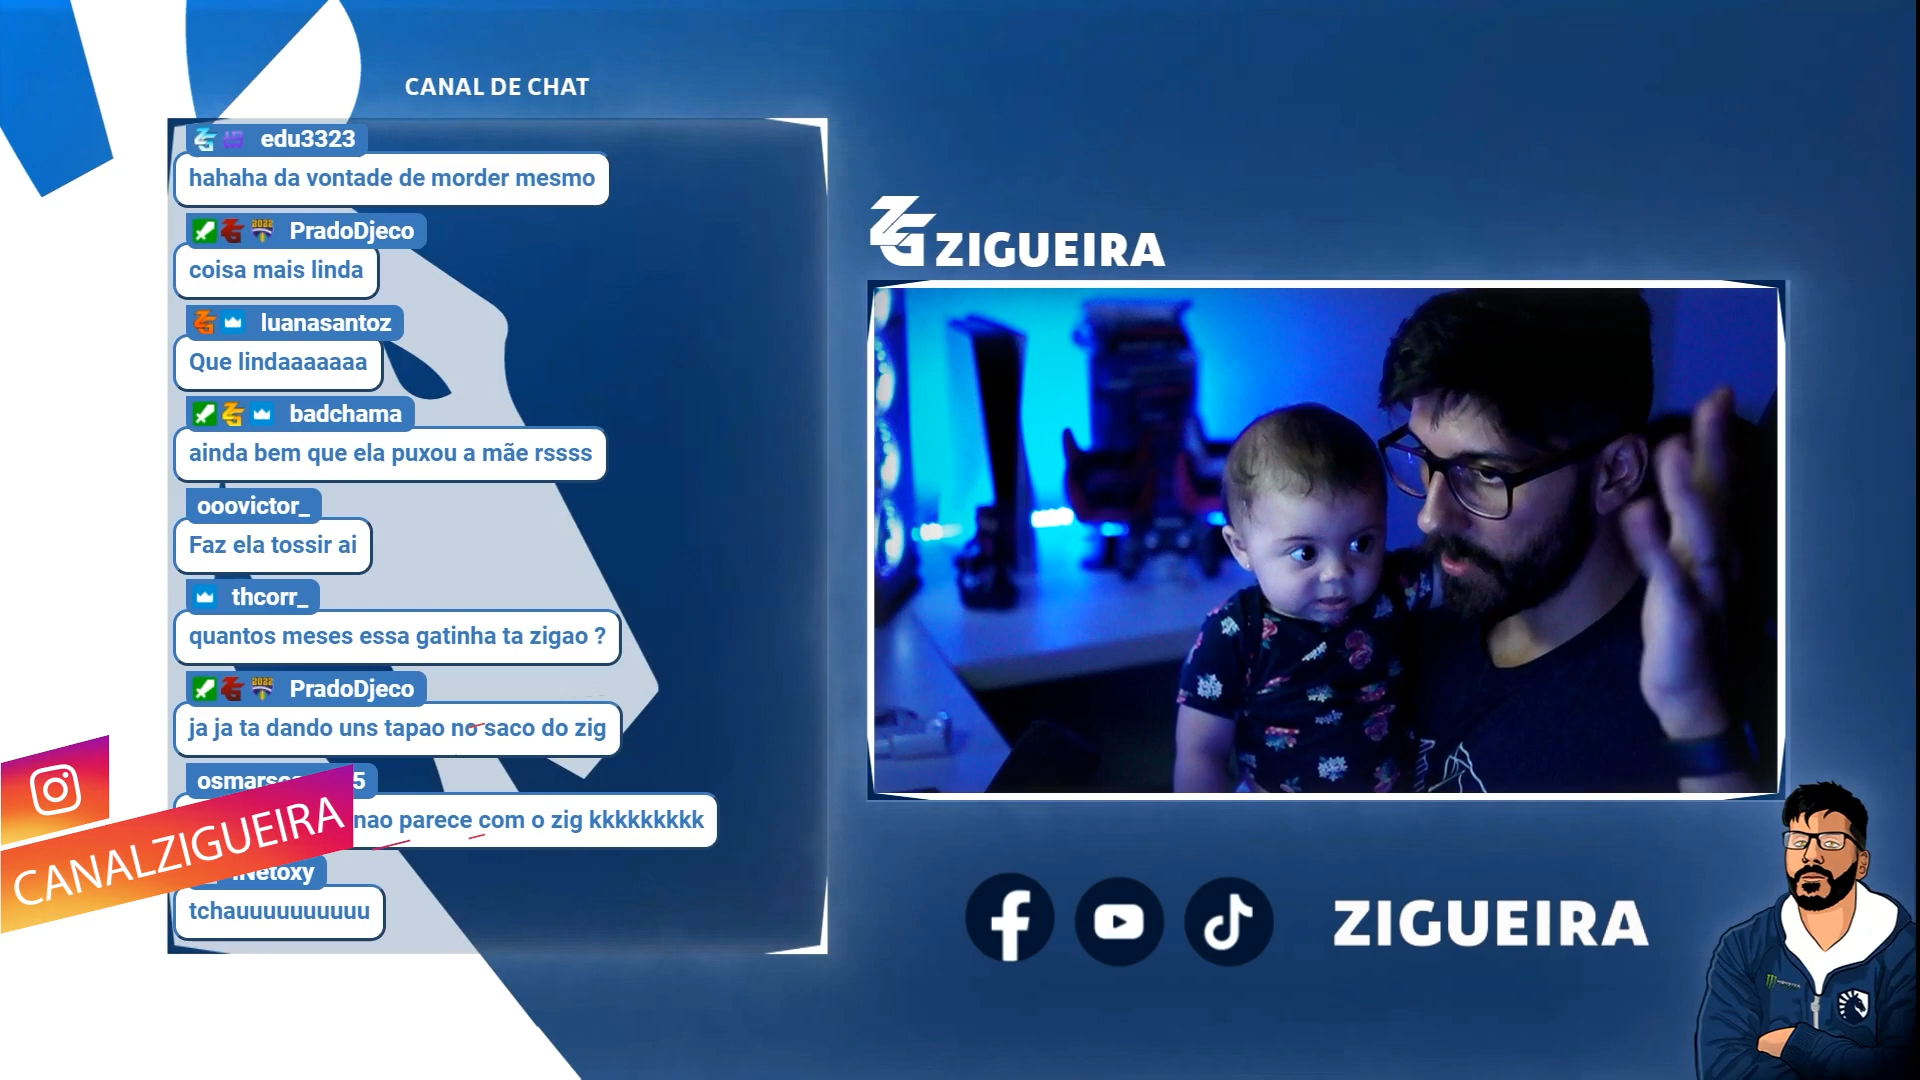 CANAL DE CHAT
edu3323
hahaha da vontade de morder mesmo
PradoDjeco
coisa mais linda
luanasantoz
Que lindaaaaaaa
badchama
ainda bem que ela puxou a mãe rssss
ooovictor_
Faz ela tossir ai
thcorr_
quantos meses essa gatinha ta zigao ?
PradoDjeco
ja ja ta dando uns tapao no saco do zig
nao parece com o zig kkkkkkkkk
tchauuuuuuuuuu
CANALZIGUEIRA
ZG ZIGUEIRA
ZIGUEIRA